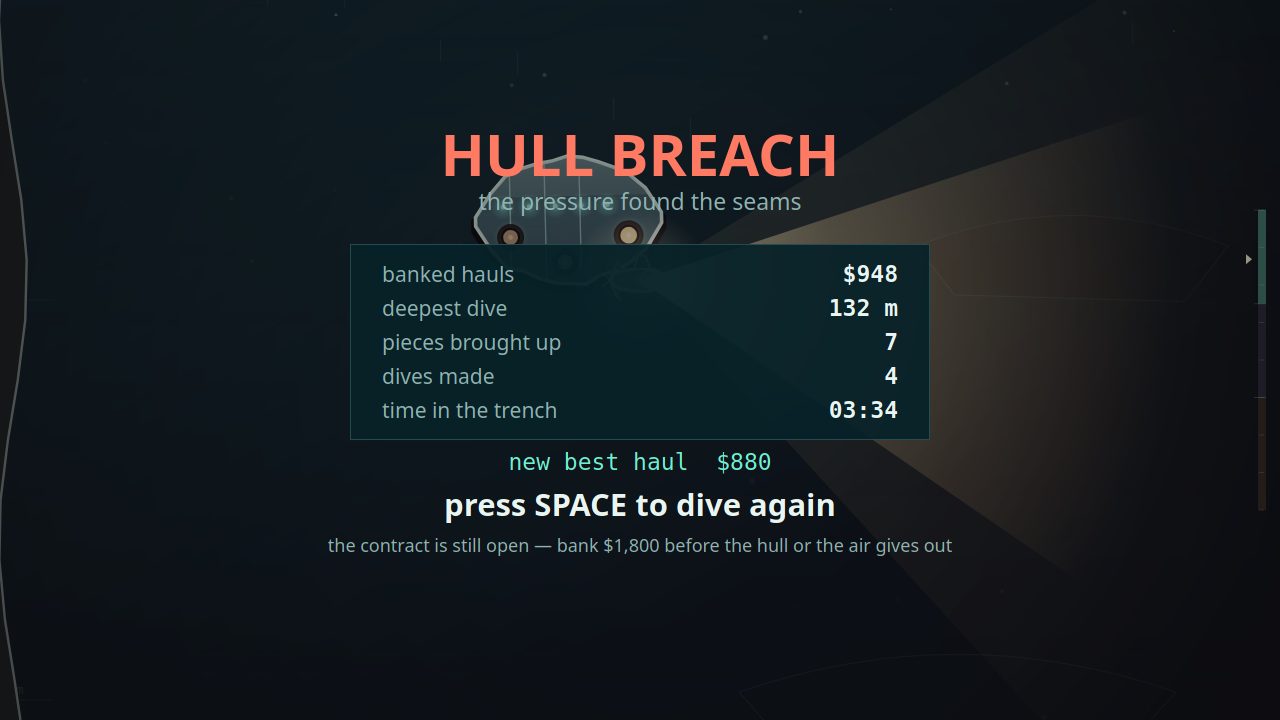 HULL BREACH
the pressure found the seams
banked hauls $948
deepest dive 132 m
pieces brought up 7
dives made 4
time in the trench 03:34
new best haul $880
press SPACE to dive again
the contract is still open — bank $1,800 before the hull or the air gives out